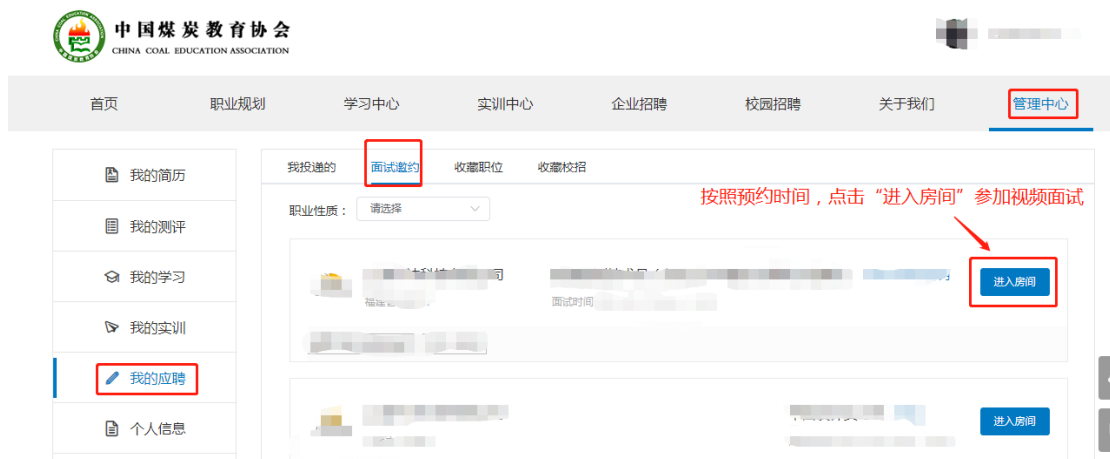 中国煤炭教育协会
CHINA COAL EDUCATION ASSOCIATION
首页 职业规划 学习中心 实训中心 企业招聘 校园招聘 关于我们 管理中心
我的简历
我的测评
我的学习
我的实训
我的应聘
个人信息
我投递的 面试邀约 收藏职位 收藏校招
职业性质： 请选择
按照预约时间，点击“进入房间”参加视频面试
进入房间
面试时间
进入房间